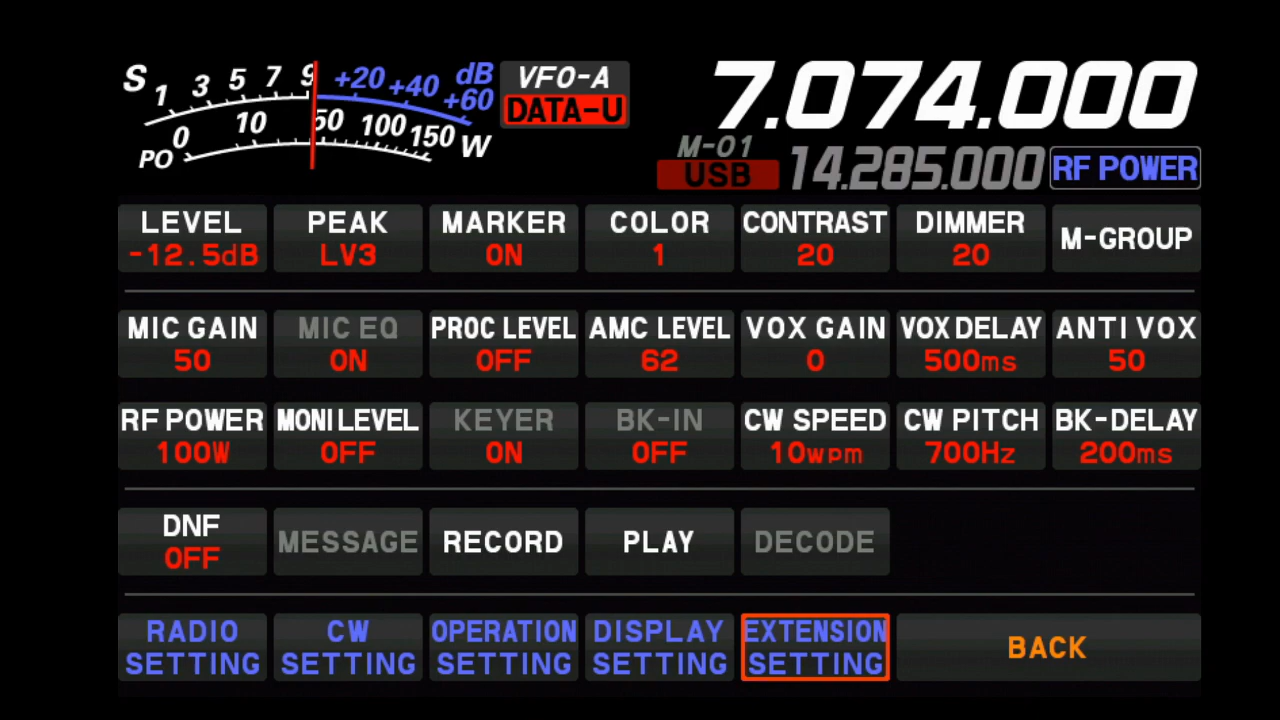 S 1 3 5 7 9 +20 +40 +60 dB
PO 0 10 50 100 150 W
VFO-A
DATA-U
7.074.000
M-01
USB
14.285.000
RF POWER
LEVEL
-12.5dB
PEAK
LV3
MARKER
ON
COLOR
1
CONTRAST
20
DIMMER
20
M-GROUP
MIC GAIN
50
MIC EQ
ON
PROC LEVEL
OFF
AMC LEVEL
62
VOX GAIN
0
VOX DELAY
500ms
ANTI VOX
50
RF POWER
100W
MONI LEVEL
OFF
KEYER
ON
BK-IN
OFF
CW SPEED
10wpm
CW PITCH
700Hz
BK-DELAY
200ms
DNF
OFF
MESSAGE
RECORD
PLAY
DECODE
RADIO
SETTING
CW
SETTING
OPERATION
SETTING
DISPLAY
SETTING
EXTENSION
SETTING
BACK